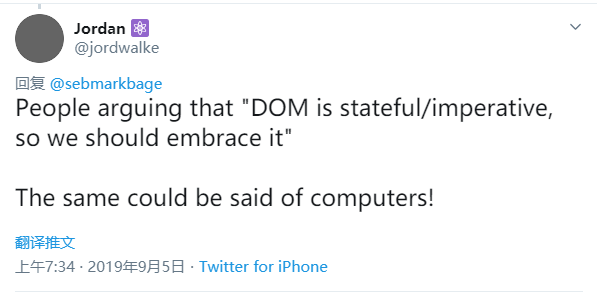 Jordan ⚛
@jordwalke
回复 @sebmarkbage
People arguing that "DOM is stateful/imperative,
so we should embrace it"
The same could be said of computers!
翻译推文
上午7:34 · 2019年9月5日 · Twitter for iPhone